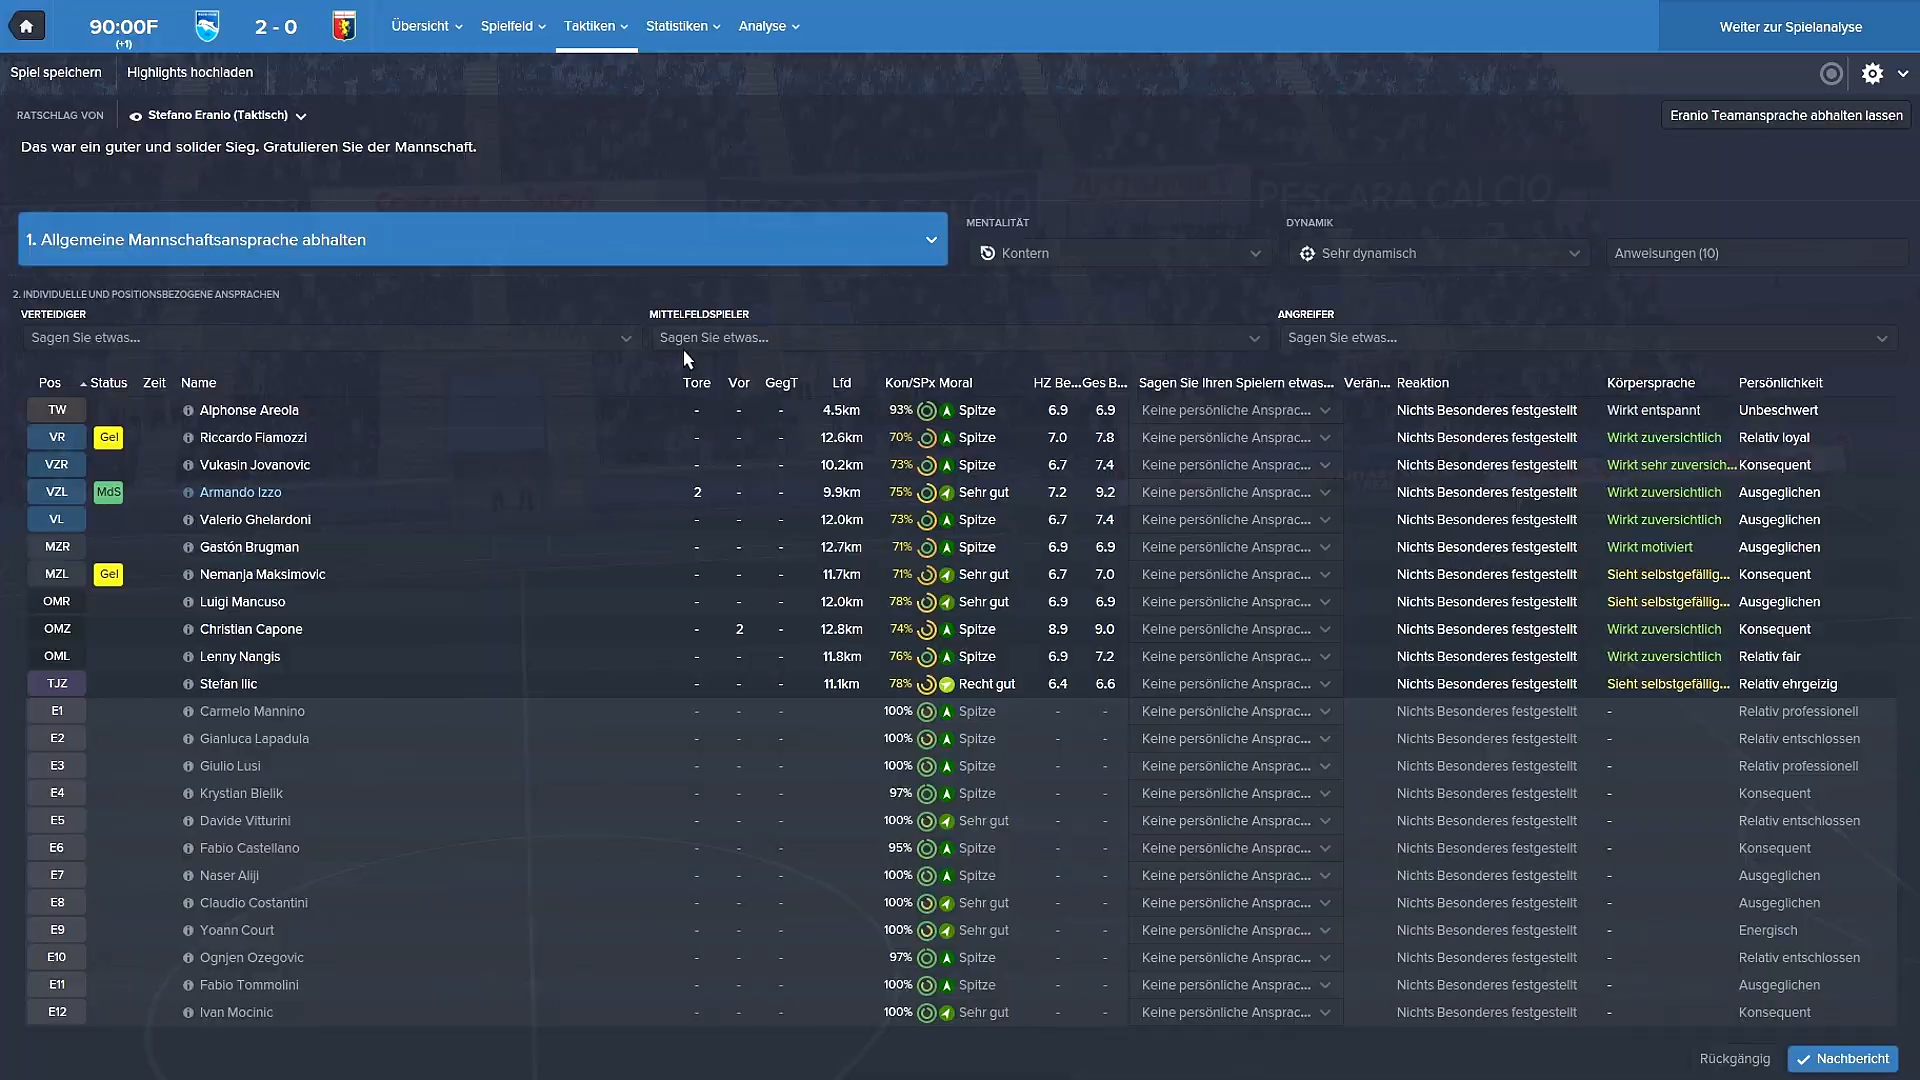 90:00F
(+1)
2 - 0
Übersicht
Spielfeld
Taktiken
Statistiken
Analyse
Weiter zur Spielanalyse
Spiel speichern
Highlights hochladen
RATSCHLAG VON
Stefano Eranio (Taktisch)
Eranio Teamansprache abhalten lassen
Das war ein guter und solider Sieg. Gratulieren Sie der Mannschaft.
PESCARA CALCIO
1. Allgemeine Mannschaftsansprache abhalten
MENTALITÄT
Kontern
DYNAMIK
Sehr dynamisch
Anweisungen (10)
2. INDIVIDUELLE UND POSITIONSBEZOGENE ANSPRACHEN
VERTEIDIGER
Sagen Sie etwas...
MITTELFELDSPIELER
Sagen Sie etwas...
ANGREIFER
Sagen Sie etwas...
Pos Status Zeit Name Tore Vor GegT Lfd Kon/SPx Moral HZ Be... Ges B... Sagen Sie Ihren Spielern etwas... Verän... Reaktion Körpersprache Persönlichkeit
TW Alphonse Areola - - - 4.5km 93% Spitze 6.9 6.9 Keine persönliche Ansprac... Nichts Besonderes festgestellt Wirkt entspannt Unbeschwert
VR Gel Riccardo Fiamozzi - - - 12.6km 70% Spitze 7.0 7.8 Keine persönliche Ansprac... Nichts Besonderes festgestellt Wirkt zuversichtlich Relativ loyal
VZR Vukasin Jovanovic - - - 10.2km 73% Spitze 6.7 7.4 Keine persönliche Ansprac... Nichts Besonderes festgestellt Wirkt sehr zuversich... Konsequent
VZL MdS Armando Izzo 2 - - 9.9km 75% Sehr gut 7.2 9.2 Keine persönliche Ansprac... Nichts Besonderes festgestellt Wirkt zuversichtlich Ausgeglichen
VL Valerio Ghelardoni - - - 12.0km 73% Spitze 6.7 7.4 Keine persönliche Ansprac... Nichts Besonderes festgestellt Wirkt zuversichtlich Ausgeglichen
MZR Gastón Brugman - - - 12.7km 71% Spitze 6.9 6.9 Keine persönliche Ansprac... Nichts Besonderes festgestellt Wirkt motiviert Ausgeglichen
MZL Gel Nemanja Maksimovic - - - 11.7km 71% Sehr gut 6.7 7.0 Keine persönliche Ansprac... Nichts Besonderes festgestellt Sieht selbstgefällig... Konsequent
OMR Luigi Mancuso - - - 12.0km 78% Sehr gut 6.9 6.9 Keine persönliche Ansprac... Nichts Besonderes festgestellt Sieht selbstgefällig... Ausgeglichen
OMZ Christian Capone - 2 - 12.8km 74% Spitze 8.9 9.0 Keine persönliche Ansprac... Nichts Besonderes festgestellt Wirkt zuversichtlich Konsequent
OML Lenny Nangis - - - 11.8km 76% Spitze 6.9 7.2 Keine persönliche Ansprac... Nichts Besonderes festgestellt Wirkt zuversichtlich Relativ fair
TJZ Stefan Ilic - - - 11.1km 78% Recht gut 6.4 6.6 Keine persönliche Ansprac... Nichts Besonderes festgestellt Sieht selbstgefällig... Relativ ehrgeizig
E1 Carmelo Mannino - - - 100% Spitze - - Keine persönliche Ansprac... Nichts Besonderes festgestellt - Relativ professionell
E2 Gianluca Lapadula - - - 100% Spitze - - Keine persönliche Ansprac... Nichts Besonderes festgestellt - Relativ entschlossen
E3 Giulio Lusi - - - 100% Spitze - - Keine persönliche Ansprac... Nichts Besonderes festgestellt - Relativ professionell
E4 Krystian Bielik - - - 97% Spitze - - Keine persönliche Ansprac... Nichts Besonderes festgestellt - Konsequent
E5 Davide Vitturini - - - 100% Sehr gut - - Keine persönliche Ansprac... Nichts Besonderes festgestellt - Relativ entschlossen
E6 Fabio Castellano - - - 95% Spitze - - Keine persönliche Ansprac... Nichts Besonderes festgestellt - Konsequent
E7 Naser Aliji - - - 100% Spitze - - Keine persönliche Ansprac... Nichts Besonderes festgestellt - Ausgeglichen
E8 Claudio Costantini - - - 100% Sehr gut - - Keine persönliche Ansprac... Nichts Besonderes festgestellt - Ausgeglichen
E9 Yoann Court - - - 100% Sehr gut - - Keine persönliche Ansprac... Nichts Besonderes festgestellt - Energisch
E10 Ognjen Ozegovic - - - 97% Spitze - - Keine persönliche Ansprac... Nichts Besonderes festgestellt - Relativ entschlossen
E11 Fabio Tommolini - - - 100% Spitze - - Keine persönliche Ansprac... Nichts Besonderes festgestellt - Ausgeglichen
E12 Ivan Mocinic - - - 100% Sehr gut - - Keine persönliche Ansprac... Nichts Besonderes festgestellt - Konsequent
Rückgängig
Nachbericht